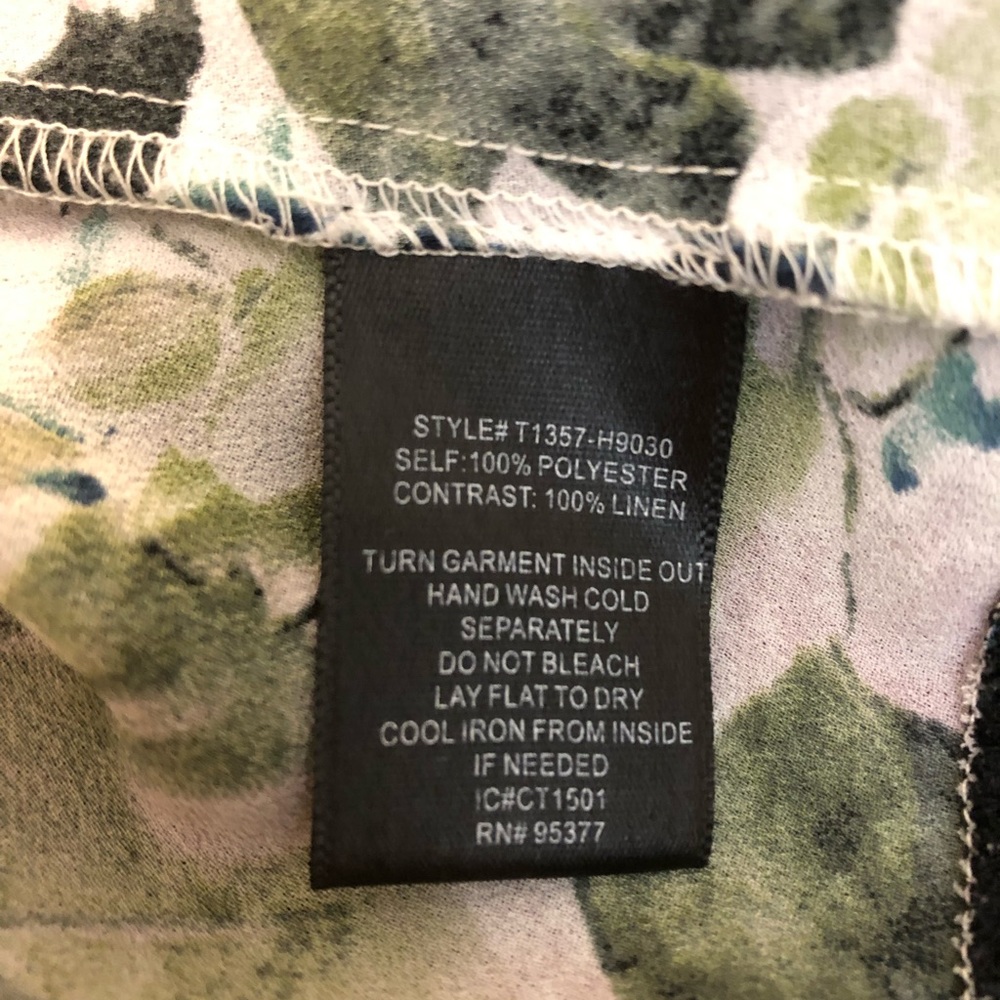 STYLE# T1357-H9030
SELF:100% POLYESTER
CONTRAST: 100% LINEN
TURN GARMENT INSIDE OUT
HAND WASH COLD
SEPARATELY
DO NOT BLEACH
LAY FLAT TO DRY
COOL IRON FROM INSIDE
IF NEEDED
IC#CT1501
RN# 95377